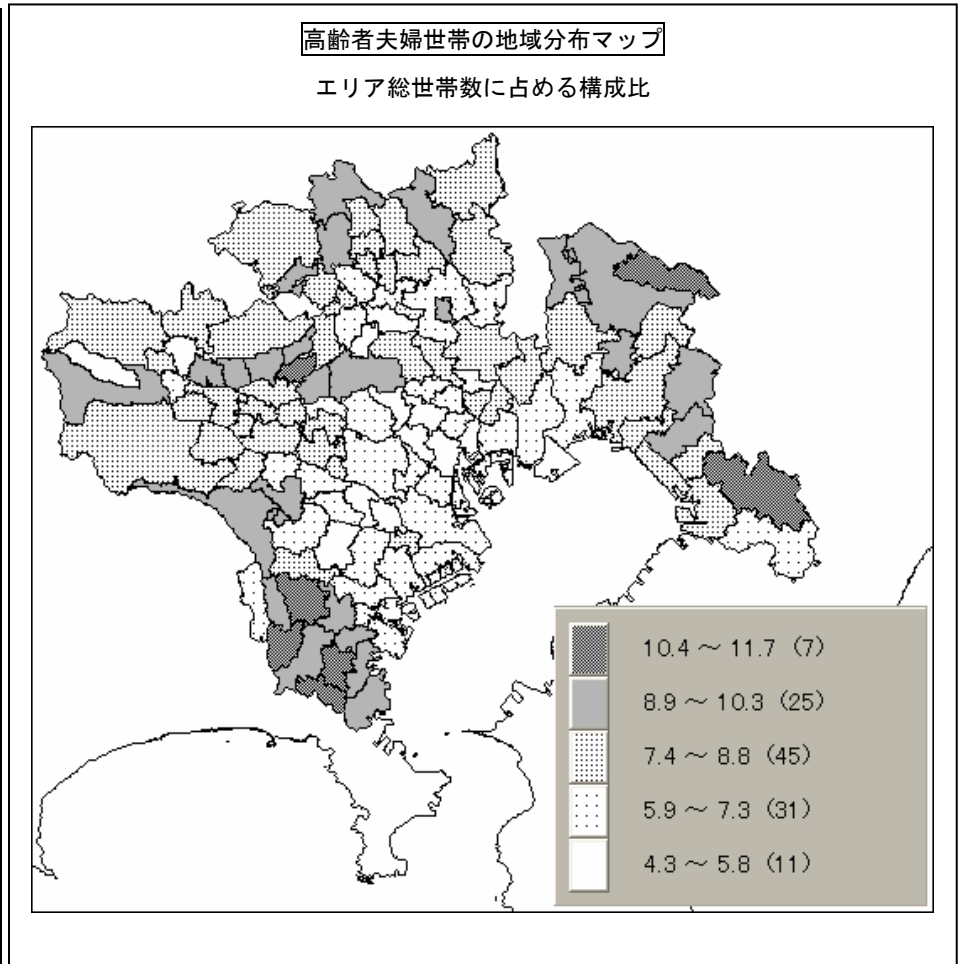 高齢者夫婦世帯の地域分布マップ
エリア総世帯数に占める構成比
10.4 ～ 11.7 (7)
8.9 ～ 10.3 (25)
7.4 ～ 8.8 (45)
5.9 ～ 7.3 (31)
4.3 ～ 5.8 (11)